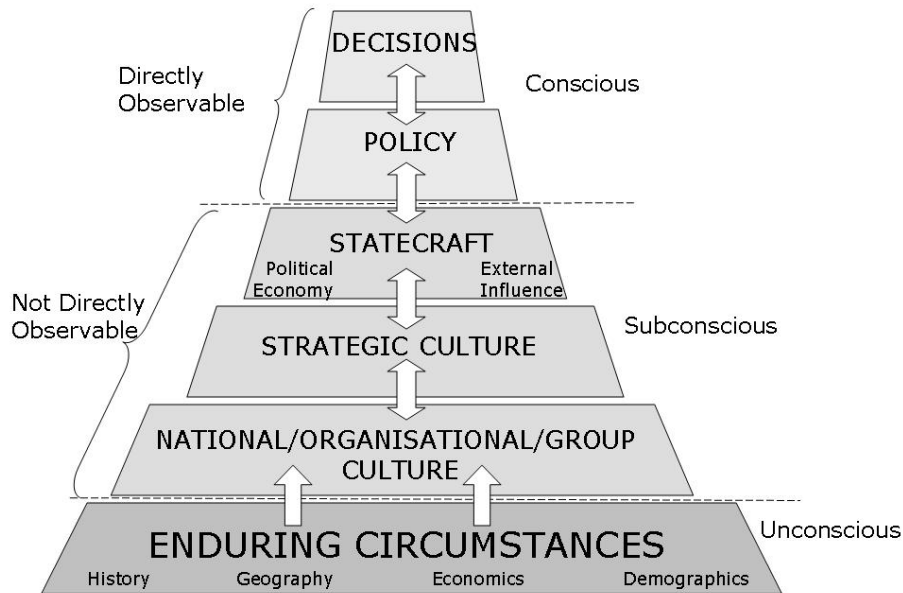 DECISIONS
Directly
Observable
Conscious
POLICY
STATECRAFT
Political
Economy
External
Influence
Not Directly
Observable
Subconscious
STRATEGIC CULTURE
NATIONAL/ORGANISATIONAL/GROUP
CULTURE
Unconscious
ENDURING CIRCUMSTANCES
History
Geography
Economics
Demographics